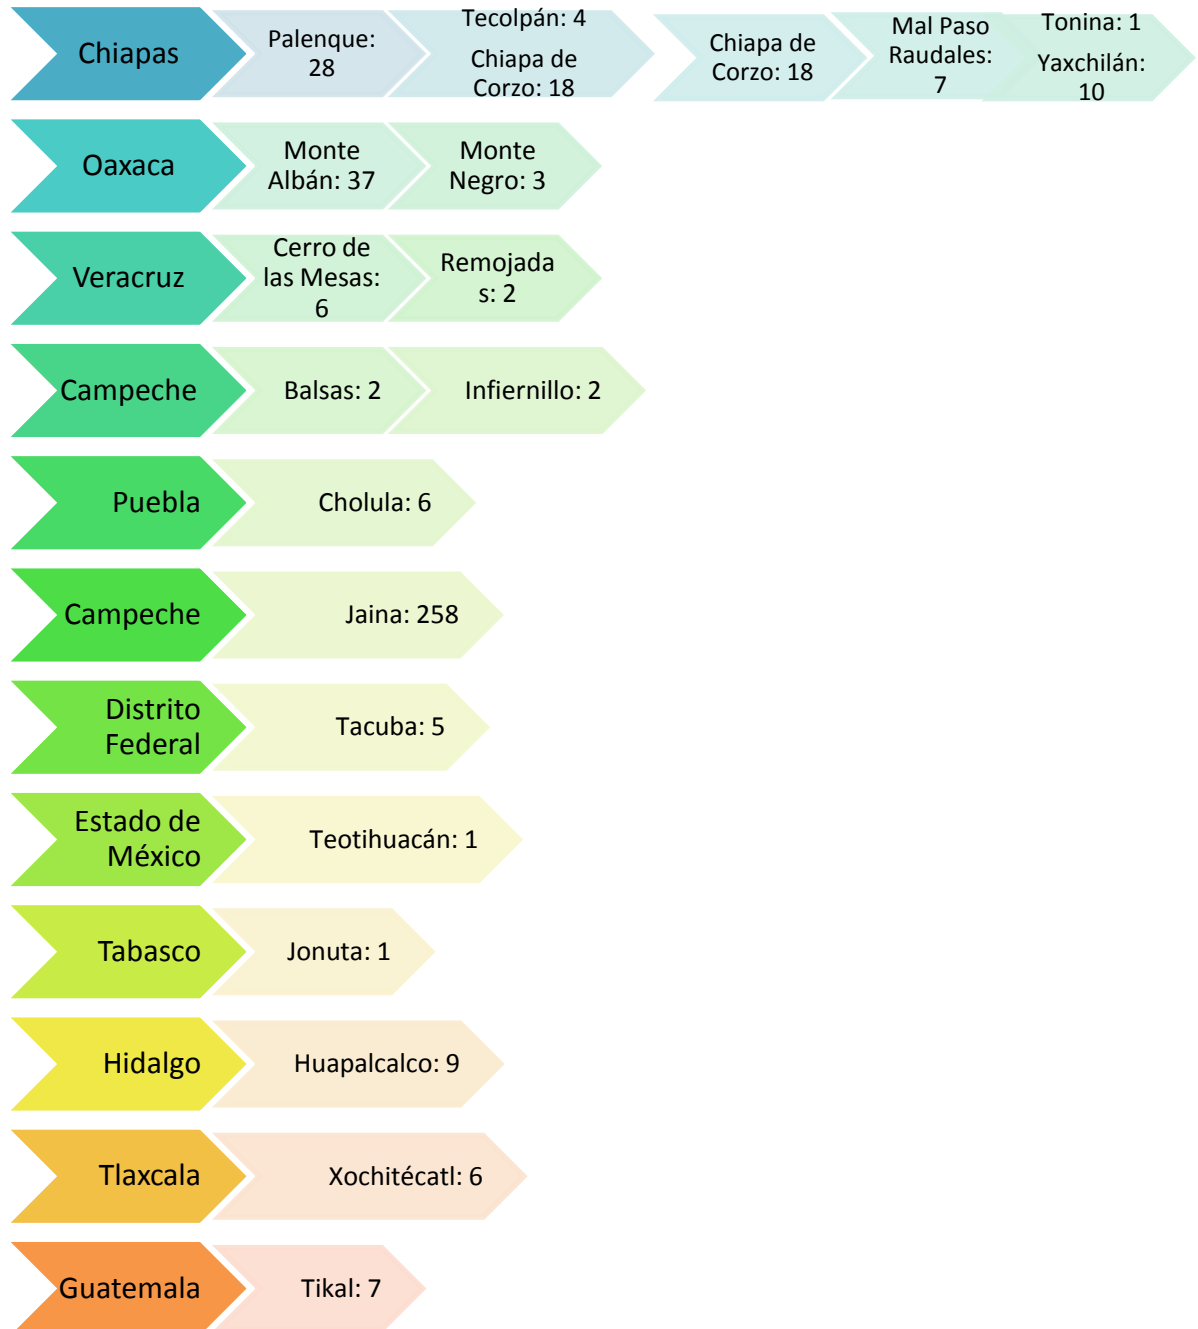 Chiapas
Palenque:
28
Tecolpán: 4
Chiapa de
Corzo: 18
Chiapa de
Corzo: 18
Mal Paso
Raudales:
7
Tonina: 1
Yaxchilán:
10
Oaxaca
Monte
Albán: 37
Monte
Negro: 3
Veracruz
Cerro de
las Mesas:
6
Remojada
s: 2
Campeche
Balsas: 2
Infiernillo: 2
Puebla
Cholula: 6
Campeche
Jaina: 258
Distrito
Federal
Tacuba: 5
Estado de
México
Teotihuacán: 1
Tabasco
Jonuta: 1
Hidalgo
Huapalcalco: 9
Tlaxcala
Xochitécatl: 6
Guatemala
Tikal: 7